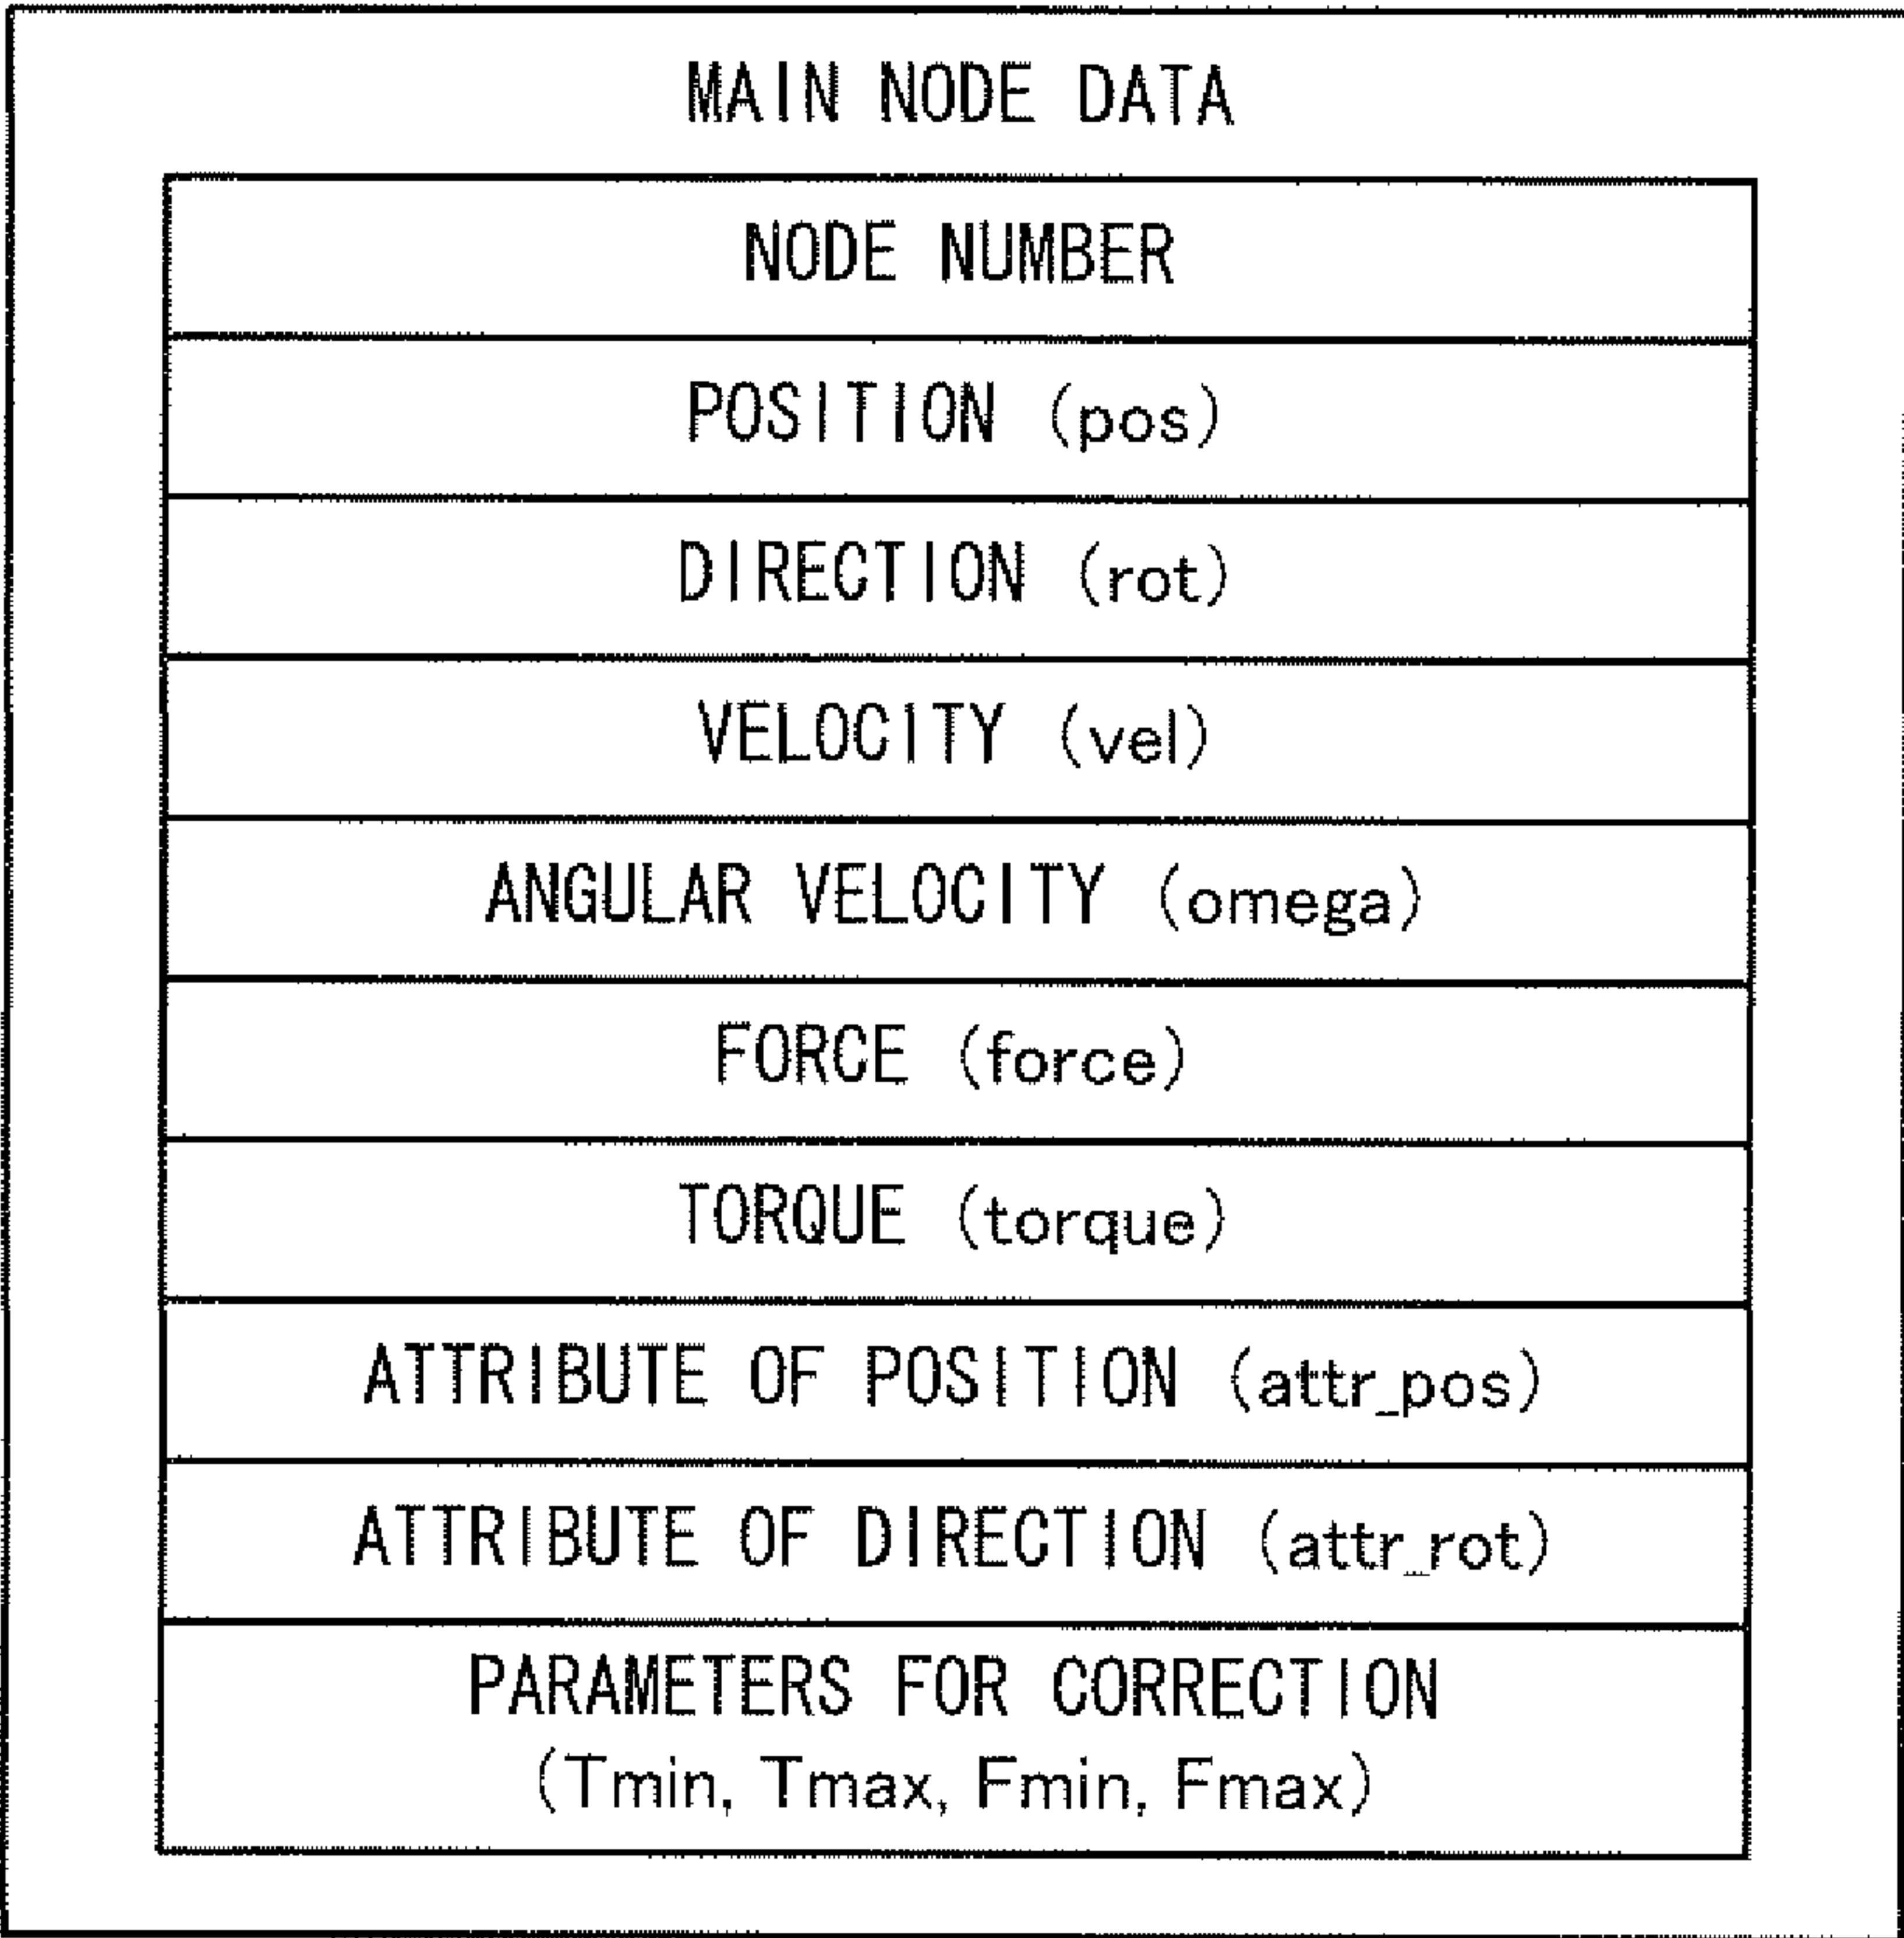 MAIN NODE DATA
NODE NUMBER
POSITION (pos)
DIRECTION (rot)
VELOCITY (vel)
ANGULAR VELOCITY (omega)
FORCE (force)
TORQUE (torque)
ATTRIBUTE OF POSITION (attr_pos)
ATTRIBUTE OF DIRECTION (attr_rot)
PARAMETERS FOR CORRECTION
(Tmin, Tmax, Fmin, Fmax)